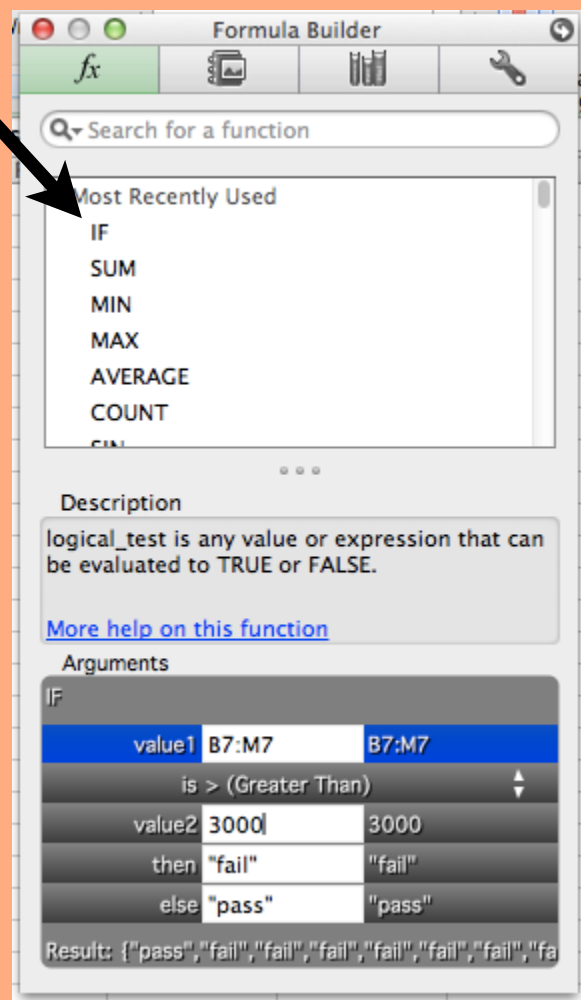 Formula Builder
fx
Search for a function
Most Recently Used
IF
SUM
MIN
MAX
AVERAGE
COUNT
SIN
Description
logical_test is any value or expression that can
be evaluated to TRUE or FALSE.
More help on this function
Arguments
IF
value1 B7:M7 B7:M7
is > (Greater Than)
value2 3000 3000
then "fail" "fail"
else "pass" "pass"
Result: {"pass","fail","fail","fail","fail","fail","fail","fa